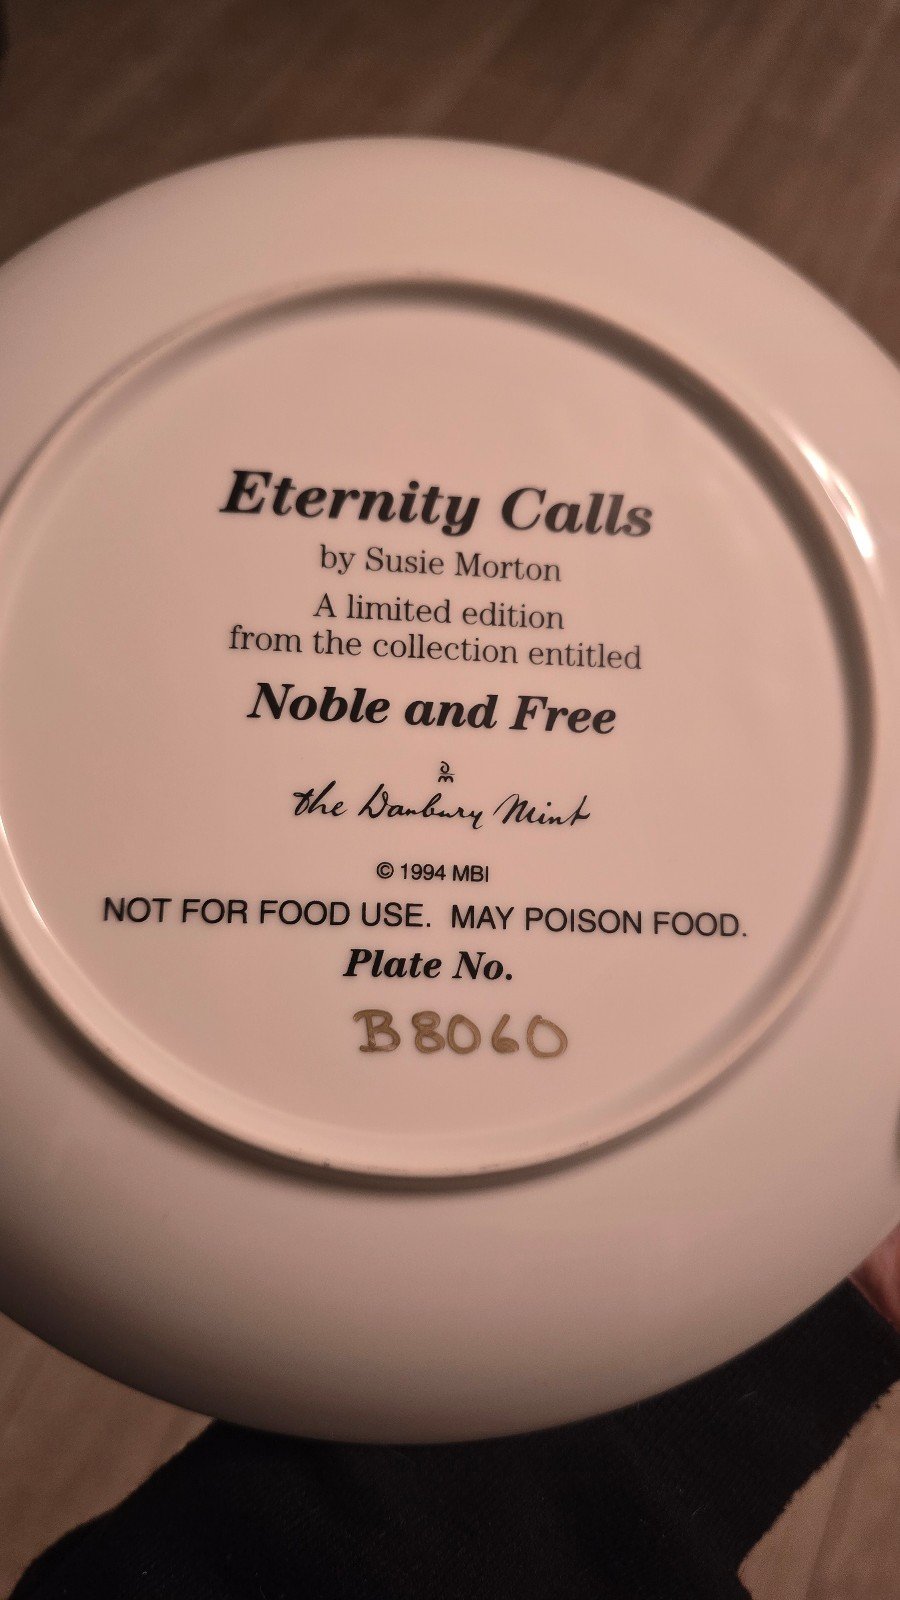 Eternity Calls
by Susie Morton
A limited edition
from the collection entitled
Noble and Free
DM
the Danbury Mint
© 1994 MBI
NOT FOR FOOD USE. MAY POISON FOOD.
Plate No.
B8060